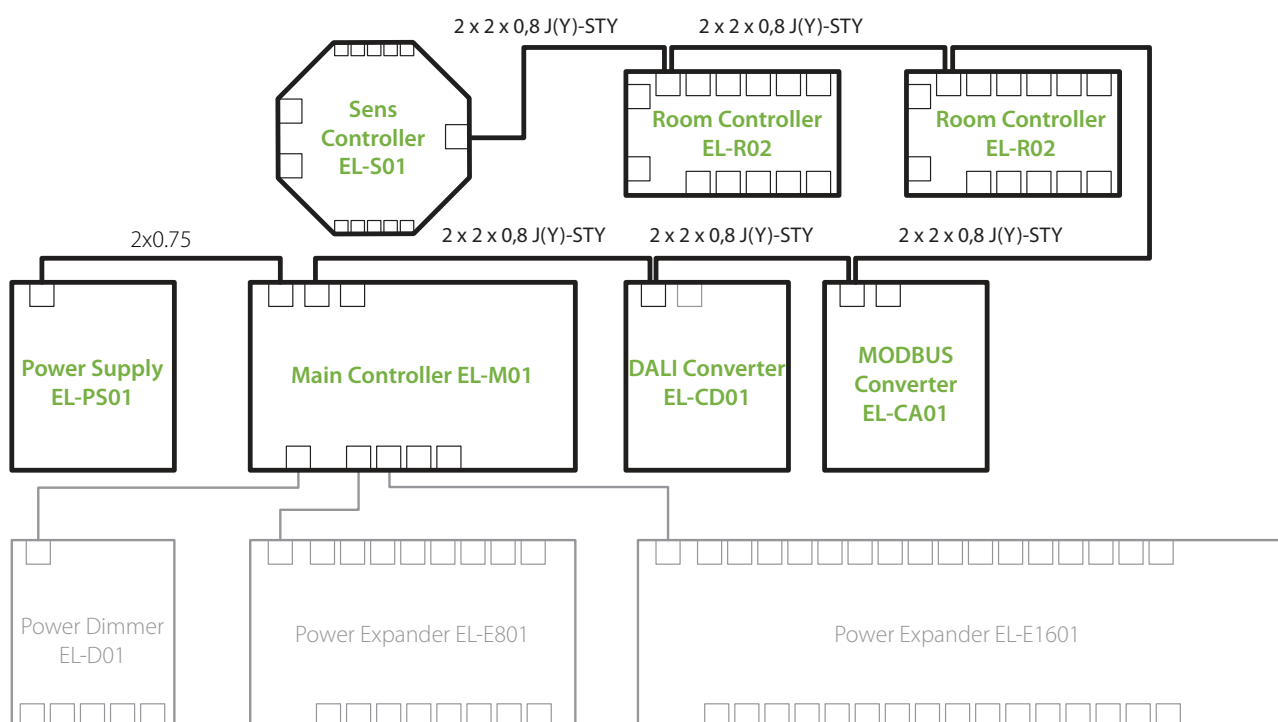 2 x 2 x 0,8 J(Y)-STY
2 x 2 x 0,8 J(Y)-STY
Sens
Controller
EL-S01
Room Controller
EL-R02
Room Controller
EL-R02
2x0.75
2 x 2 x 0,8 J(Y)-STY
2 x 2 x 0,8 J(Y)-STY
2 x 2 x 0,8 J(Y)-STY
Power Supply
EL-PS01
Main Controller EL-M01
DALI Converter
EL-CD01
MODBUS
Converter
EL-CA01
Power Dimmer
EL-D01
Power Expander EL-E801
Power Expander EL-E1601